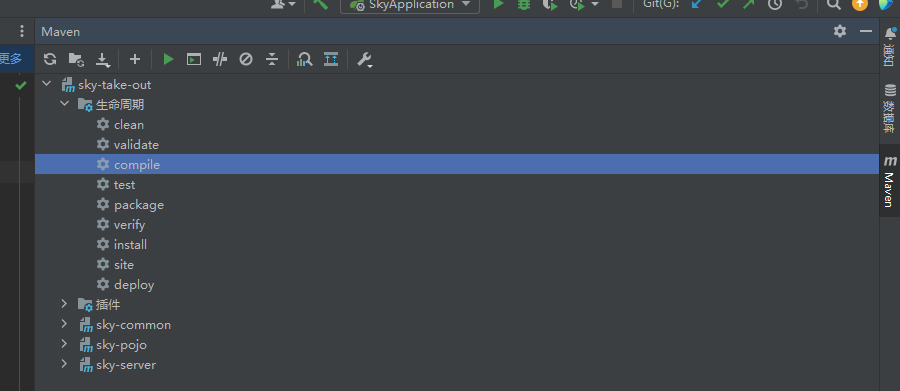 SkyApplication
Git(G):
Maven
更多
通知
数据库
Maven
sky-take-out
生命周期
clean
validate
compile
test
package
verify
install
site
deploy
插件
sky-common
sky-pojo
sky-server